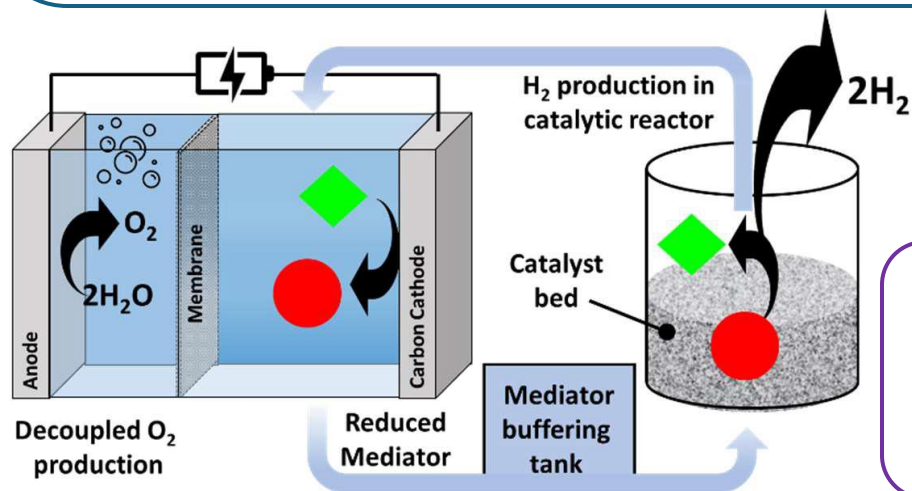 H₂ production in
catalytic reactor
2H₂
O₂
2H₂O
Membrane
Anode
Carbon Cathode
Catalyst
bed
Decoupled O₂
production
Reduced
Mediator
Mediator
buffering
tank